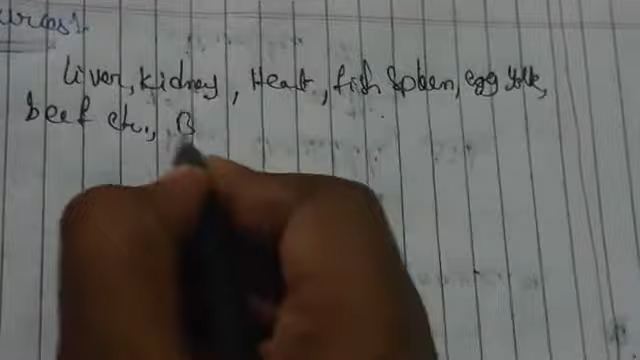 Liver, Kidney, Heart, fish Spleen, egg yolk,
beef etc., B